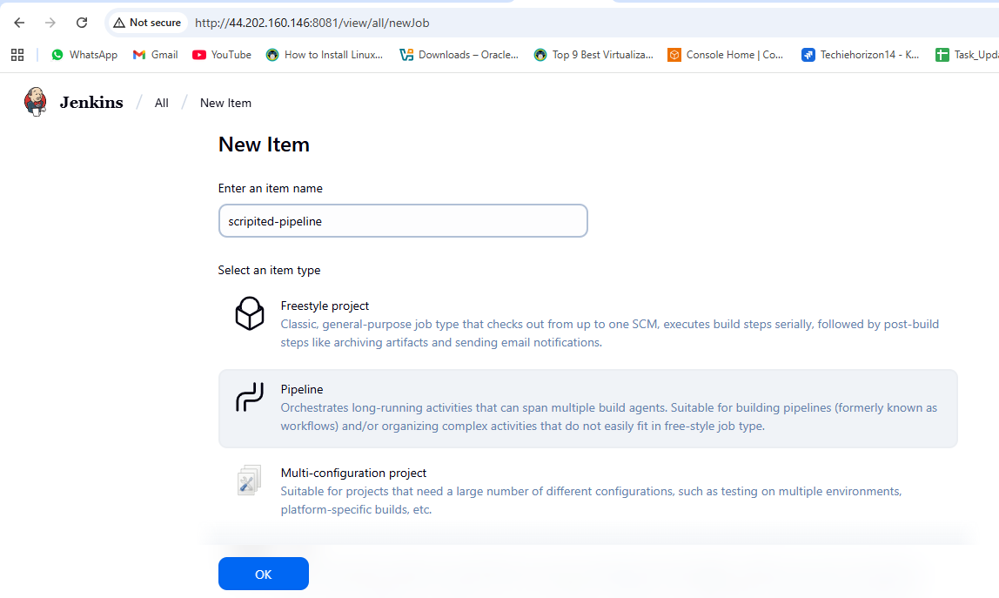 Not secure http://44.202.160.146:8081/view/all/newJob
WhatsApp Gmail YouTube How to Install Linux... Downloads – Oracle... Top 9 Best Virtualiza... Console Home | Co... Techiehorizon14 - K... Task_Upda
Jenkins / All / New Item
New Item
Enter an item name
scripited-pipeline
Select an item type
Freestyle project
Classic, general-purpose job type that checks out from up to one SCM, executes build steps serially, followed by post-build
steps like archiving artifacts and sending email notifications.
Pipeline
Orchestrates long-running activities that can span multiple build agents. Suitable for building pipelines (formerly known as
workflows) and/or organizing complex activities that do not easily fit in free-style job type.
Multi-configuration project
Suitable for projects that need a large number of different configurations, such as testing on multiple environments,
platform-specific builds, etc.
OK